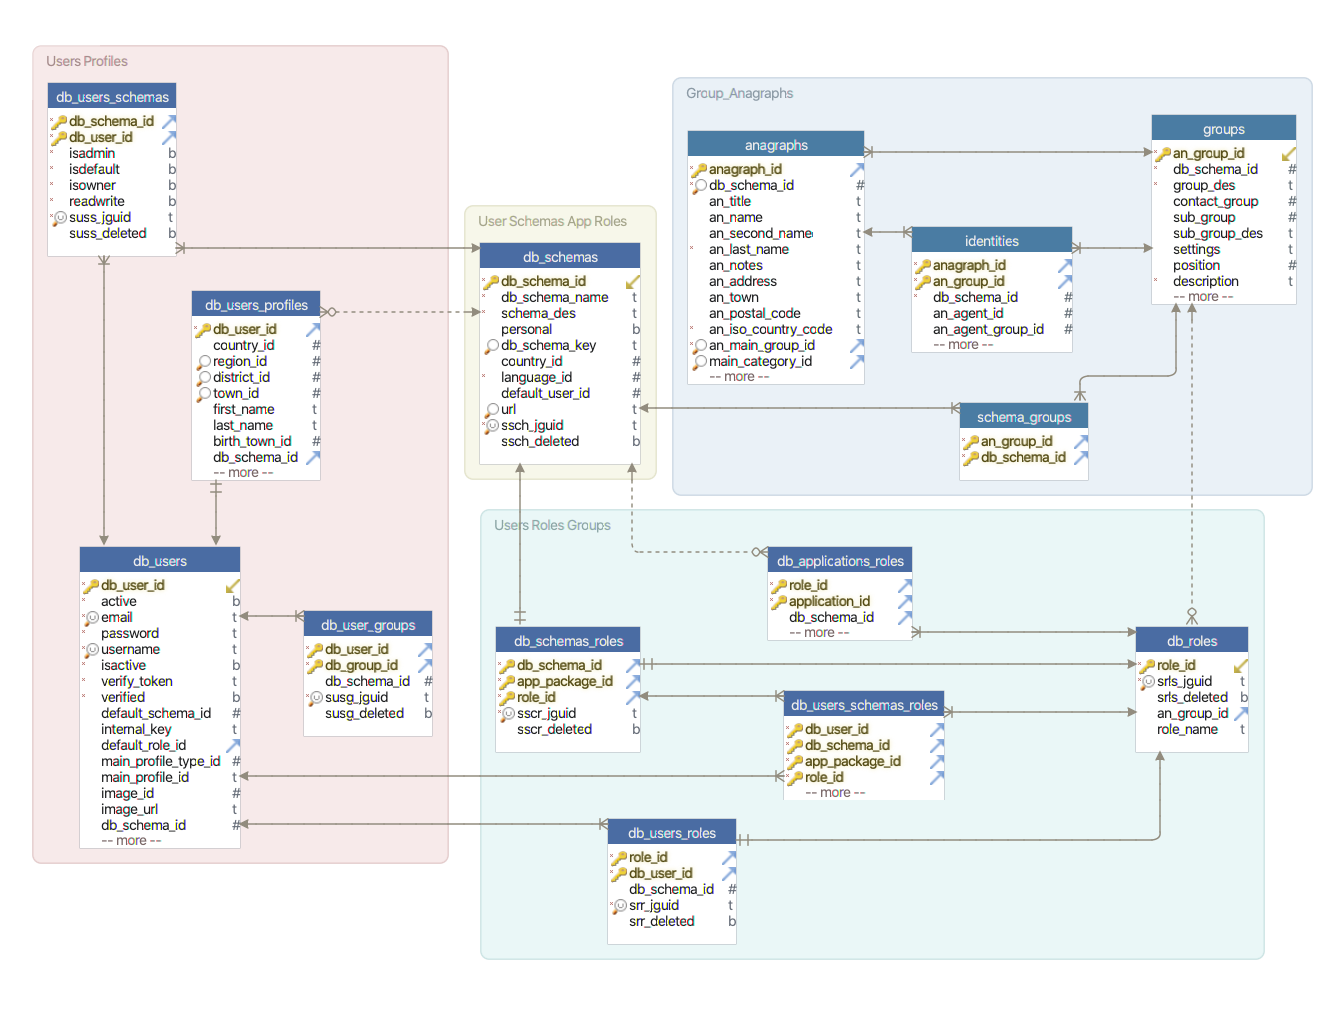 Users Profiles
db_users_schemas
db_schema_id
db_user_id
isadmin b
isdefault b
isowner b
readwrite b
suss_jguid t
suss_deleted b
db_users_profiles
db_user_id
country_id #
region_id #
district_id #
town_id #
first_name t
last_name t
birth_town_id #
db_schema_id
-- more --
db_users
db_user_id
active b
email t
password t
username t
isactive b
verify_token t
verified b
default_schema_id #
internal_key t
default_role_id
main_profile_type_id #
main_profile_id t
image_id #
image_url t
db_schema_id #
-- more --
db_user_groups
db_user_id
db_group_id
db_schema_id #
susg_jguid t
susg_deleted b
User Schemas App Roles
db_schemas
db_schema_id
db_schema_name t
schema_des t
personal b
db_schema_key t
country_id #
language_id #
default_user_id #
url t
ssch_jguid t
ssch_deleted b
Group_Anagraphs
anagraphs
anagraph_id
db_schema_id #
an_title t
an_name t
an_second_name t
an_last_name t
an_notes t
an_address t
an_town t
an_postal_code t
an_iso_country_code t
an_main_group_id
main_category_id
-- more --
identities
anagraph_id
an_group_id
db_schema_id #
an_agent_id #
an_agent_group_id #
-- more --
groups
an_group_id
db_schema_id #
group_des t
contact_group #
sub_group #
sub_group_des t
settings t
position #
description t
-- more --
schema_groups
an_group_id
db_schema_id
Users Roles Groups
db_applications_roles
role_id
application_id
db_schema_id
-- more --
db_schemas_roles
db_schema_id
app_package_id
role_id
sscr_jguid t
sscr_deleted b
db_users_schemas_roles
db_user_id
db_schema_id
app_package_id
role_id
-- more --
db_roles
role_id
srls_jguid t
srls_deleted b
an_group_id
role_name t
db_users_roles
role_id
db_user_id
db_schema_id #
srr_jguid t
srr_deleted b